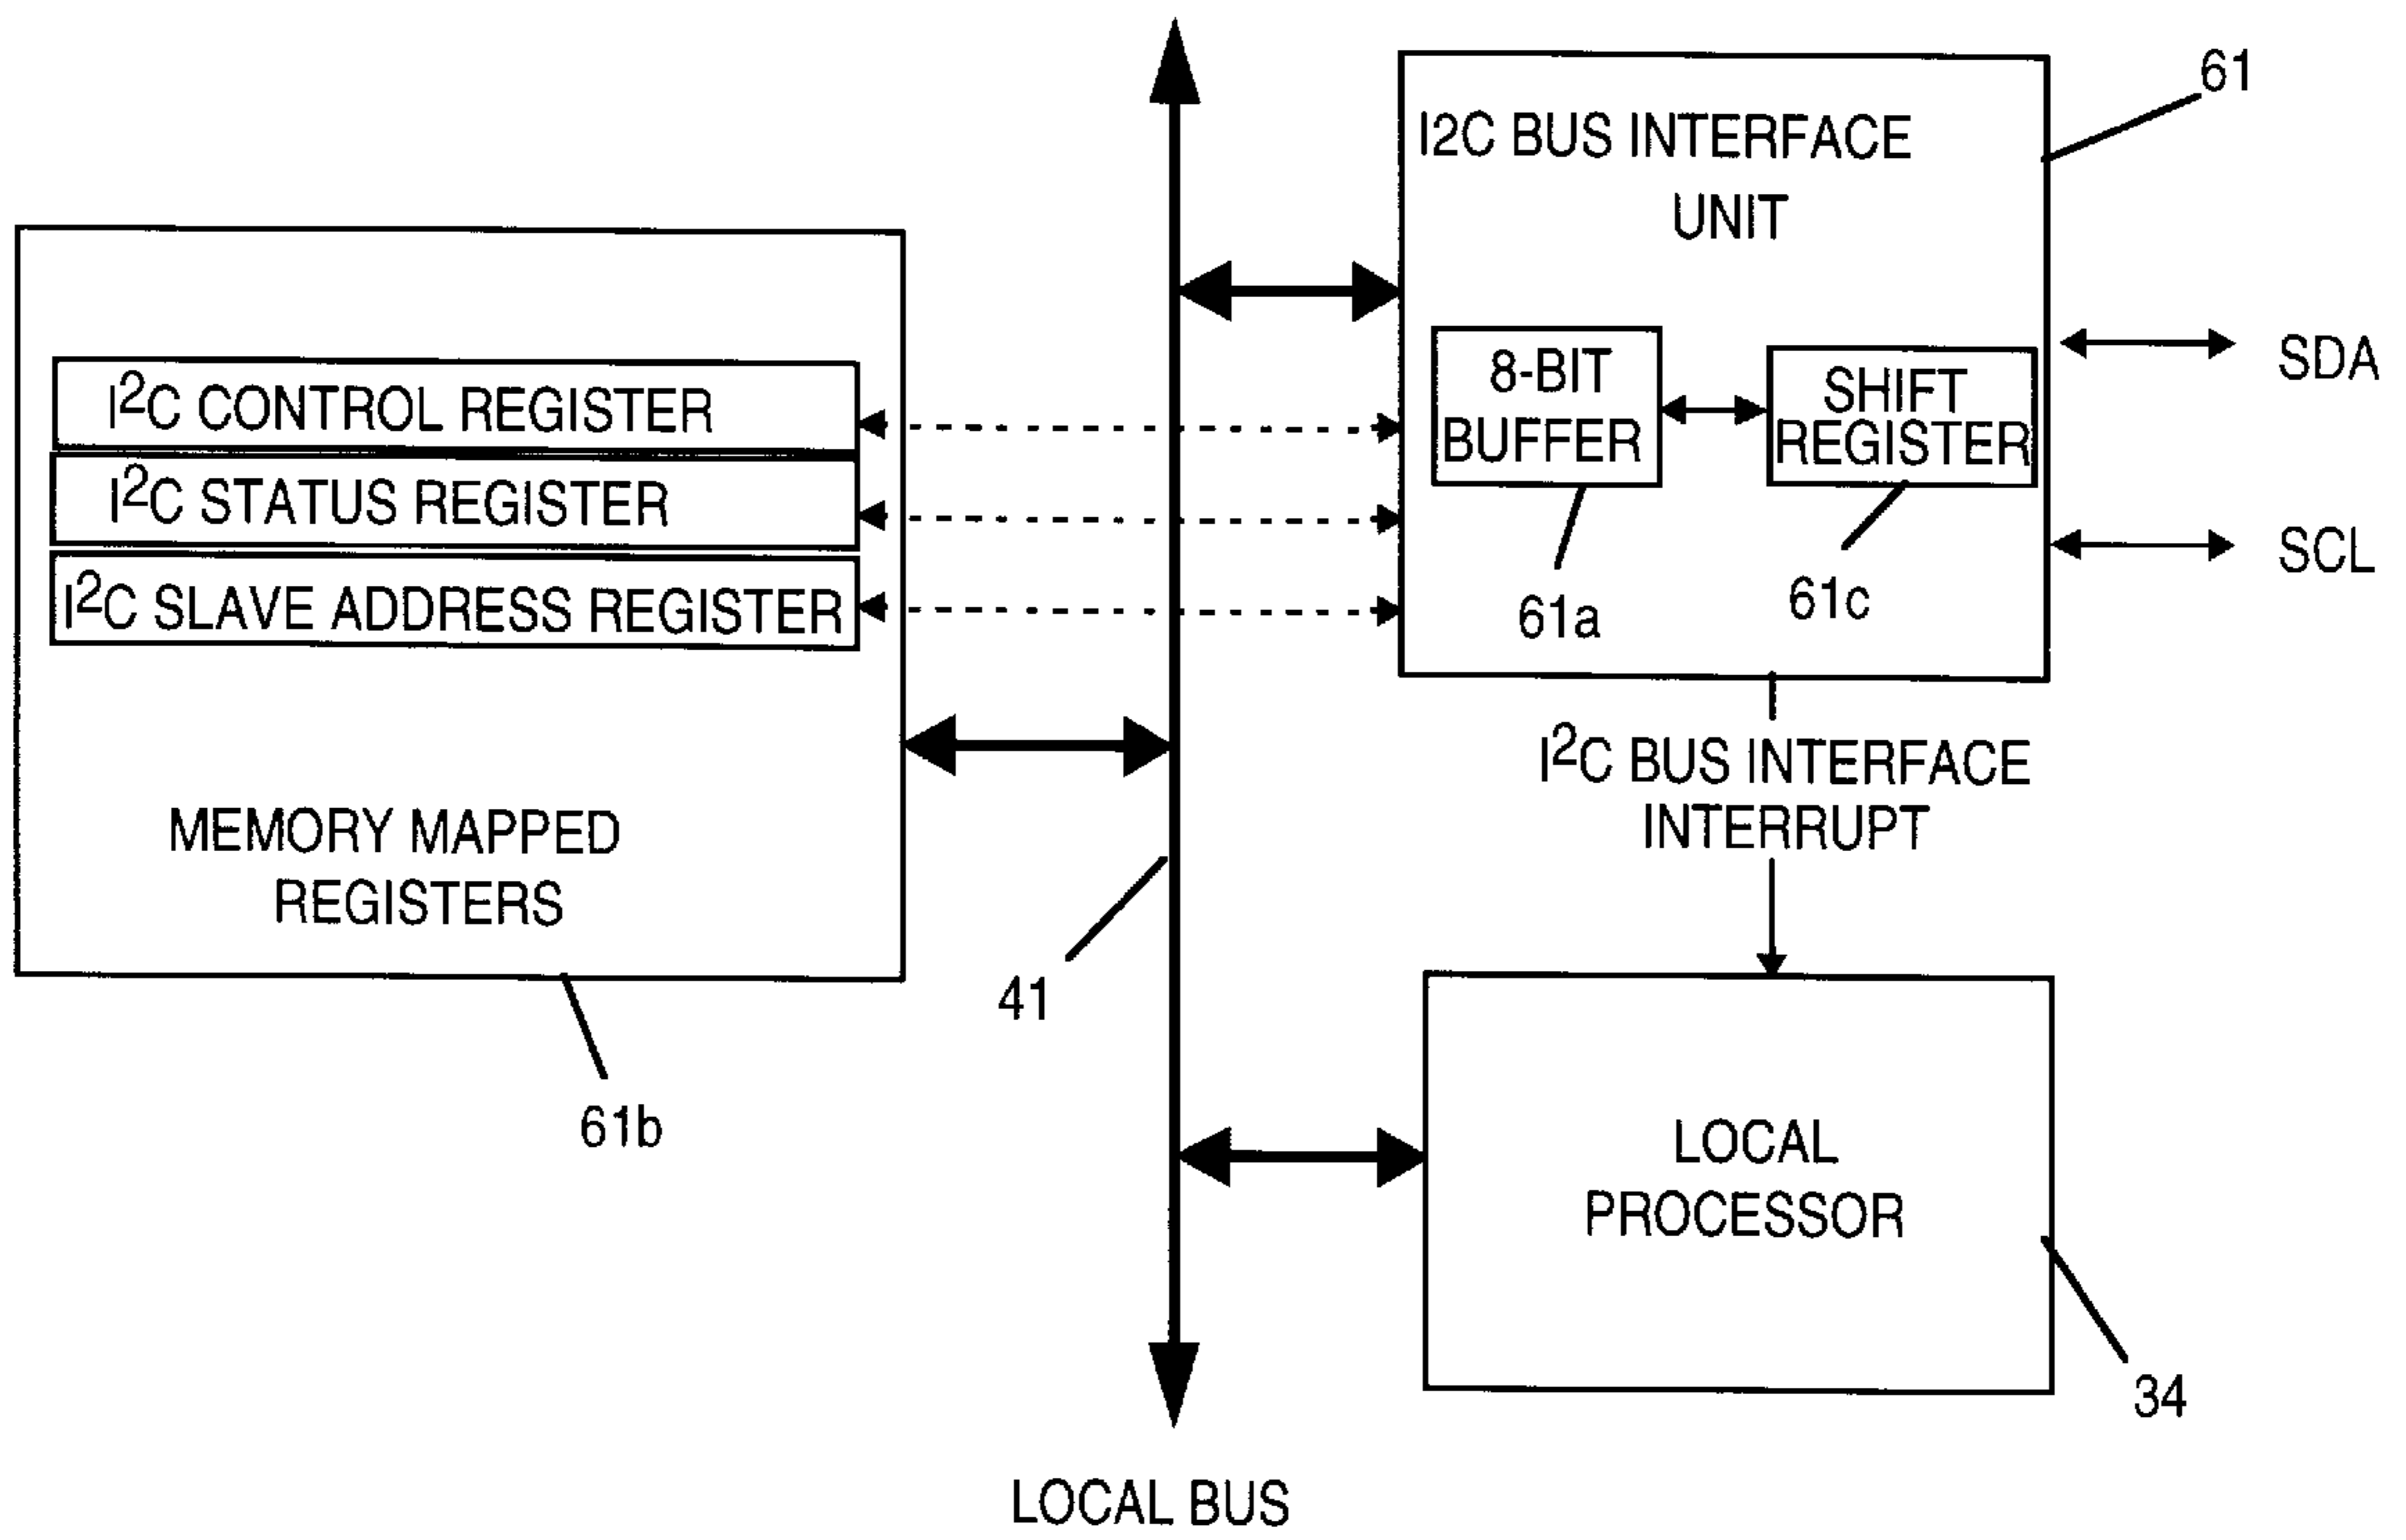 61
I2C BUS INTERFACE
UNIT
8-BIT
BUFFER
SHIFT
REGISTER
SDA
SCL
61a
61c
I²C CONTROL REGISTER
I²C STATUS REGISTER
I²C SLAVE ADDRESS REGISTER
MEMORY MAPPED
REGISTERS
61b
41
I²C BUS INTERFACE
INTERRUPT
LOCAL
PROCESSOR
34
LOCAL BUS